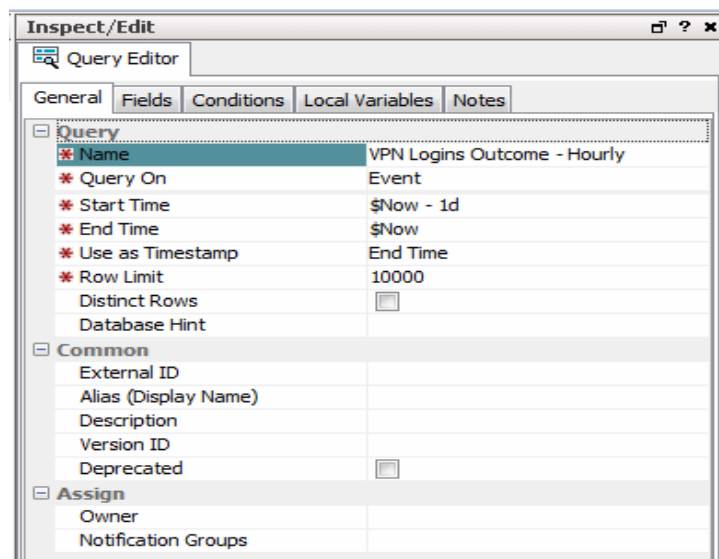 Inspect/Edit ? x
Query Editor
General Fields Conditions Local Variables Notes
Query
* Name VPN Logins Outcome - Hourly
* Query On Event
* Start Time $Now - 1d
* End Time $Now
* Use as Timestamp End Time
* Row Limit 10000
Distinct Rows
Database Hint
Common
External ID
Alias (Display Name)
Description
Version ID
Deprecated
Assign
Owner
Notification Groups